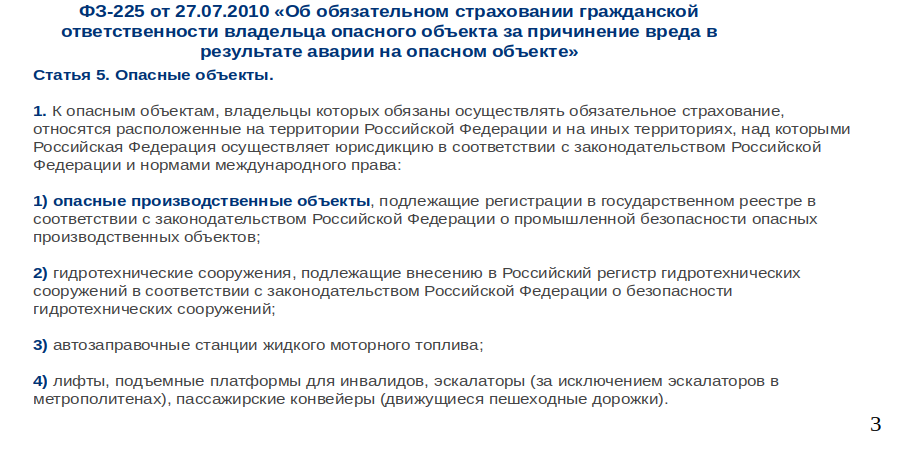 ФЗ-225 от 27.07.2010 «Об обязательном страховании гражданской
ответственности владельца опасного объекта за причинение вреда в
результате аварии на опасном объекте»
Статья 5. Опасные объекты.
1. К опасным объектам, владельцы которых обязаны осуществлять обязательное страхование,
относятся расположенные на территории Российской Федерации и на иных территориях, над которыми
Российская Федерация осуществляет юрисдикцию в соответствии с законодательством Российской
Федерации и нормами международного права:
1) опасные производственные объекты, подлежащие регистрации в государственном реестре в
соответствии с законодательством Российской Федерации о промышленной безопасности опасных
производственных объектов;
2) гидротехнические сооружения, подлежащие внесению в Российский регистр гидротехнических
сооружений в соответствии с законодательством Российской Федерации о безопасности
гидротехнических сооружений;
3) автозаправочные станции жидкого моторного топлива;
4) лифты, подъемные платформы для инвалидов, эскалаторы (за исключением эскалаторов в
метрополитенах), пассажирские конвейеры (движущиеся пешеходные дорожки).
3